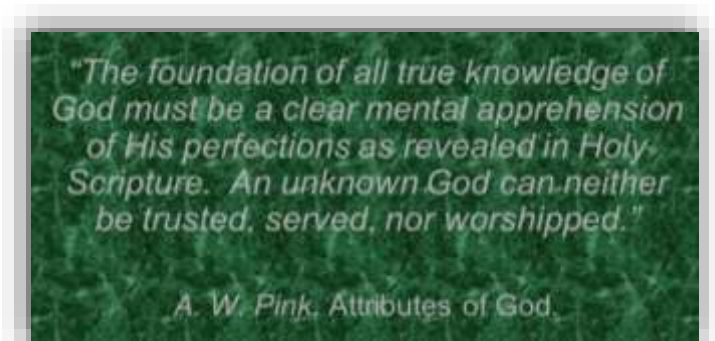 “The foundation of all true knowledge of
God must be a clear mental apprehension
of His perfections as revealed in Holy
Scripture. An unknown God can neither
be trusted, served, nor worshipped.”
A. W. Pink, Attributes of God.